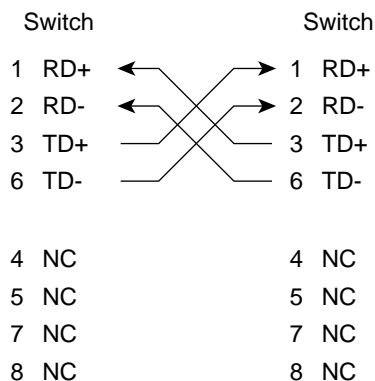 Switch Switch
1 RD+ 1 RD+
2 RD- 2 RD-
3 TD+ 3 TD+
6 TD- 6 TD-
4 NC 4 NC
5 NC 5 NC
7 NC 7 NC
8 NC 8 NC